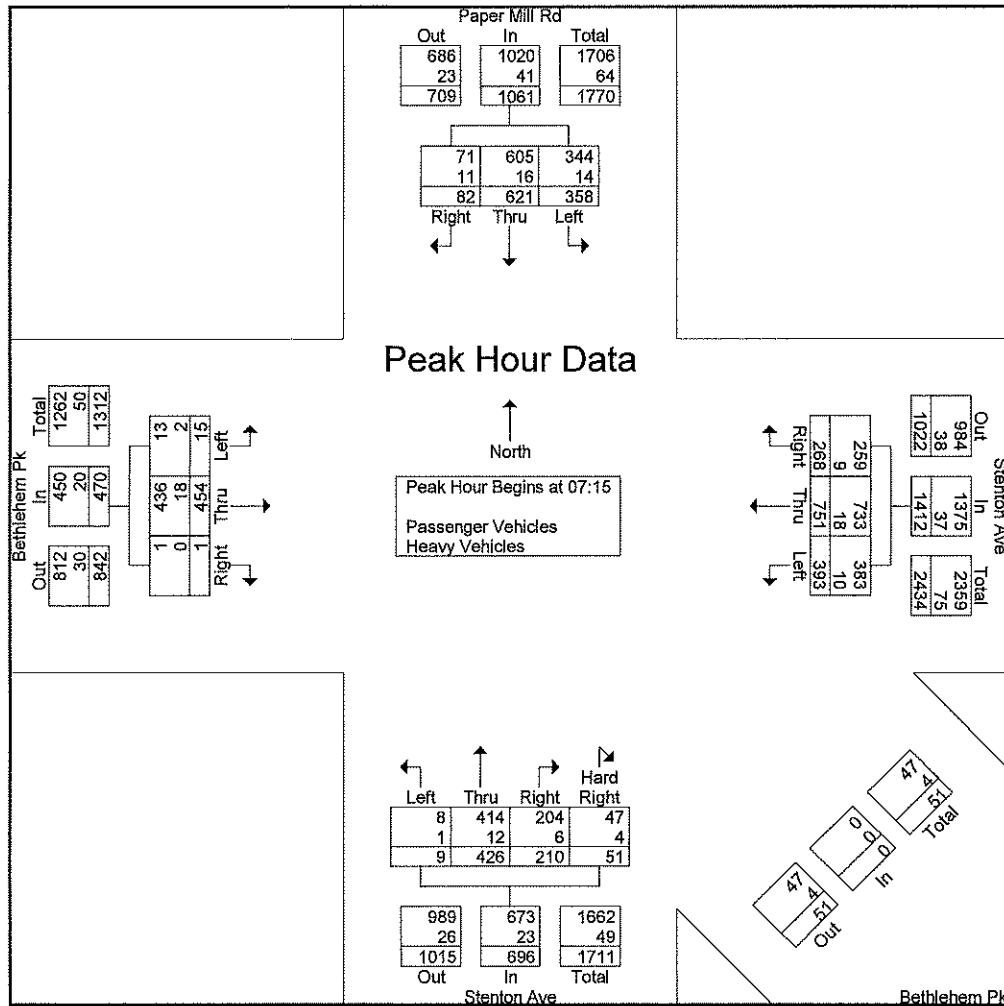 Paper Mill Rd
Out In Total
686 1020 1706
23 41 64
709 1061 1770
71 605 344
11 16 14
82 621 358
Right Thru Left
Peak Hour Data
North
Peak Hour Begins at 07:15
Passenger Vehicles
Heavy Vehicles
Bethlehem Pk
Out In Total
812 450 1262
30 20 50
842 470 1312
1 436 13
0 18 2
1 454 15
Right Thru Left
Stenton Ave
Out In Total
984 1375 2359
38 37 75
1022 1412 2434
259 733 383
9 18 10
268 751 393
Right Thru Left
Left Thru Right Hard Right
8 414 204 47
1 12 6 4
9 426 210 51
989 673 1662
26 23 49
1015 696 1711
Out In Total
Stenton Ave
47 0 47
4 0 4
51 0 51
Out In Total
Bethlehem Pk